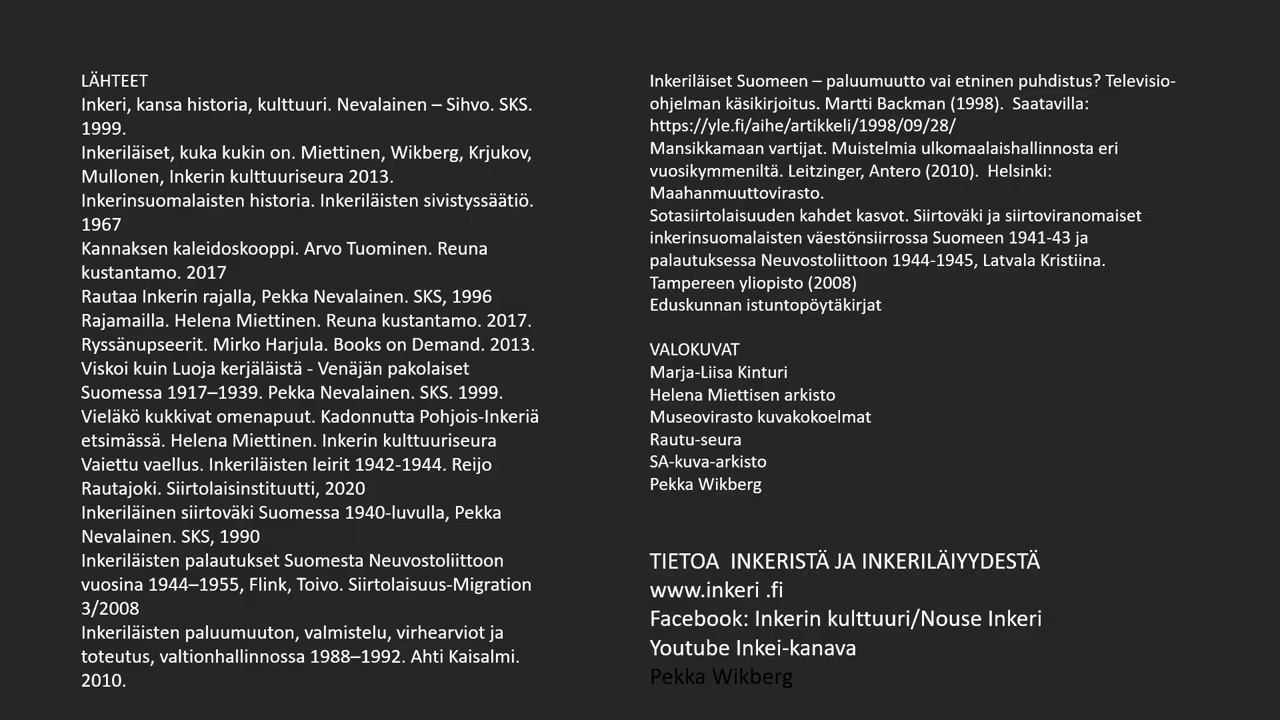 LÄHTEET
Inkeri, kansa historia, kulttuuri. Nevalainen – Sihvo. SKS.
1999.
Inkeriläiset, kuka kukin on. Miettinen, Wikberg, Krjukov,
Mullonen, Inkerin kulttuuriseura 2013.
Inkerinsuomalaisten historia. Inkeriläisten sivistyssäätiö.
1967
Kannaksen kaleidoskooppi. Arvo Tuominen. Reuna
kustantamo. 2017
Rautaa Inkerin rajalla, Pekka Nevalainen. SKS, 1996
Rajamailla. Helena Miettinen. Reuna kustantamo. 2017.
Ryssänupseerit. Mirko Harjula. Books on Demand. 2013.
Viskoi kuin Luoja kerjäläistä - Venäjän pakolaiset
Suomessa 1917–1939. Pekka Nevalainen. SKS. 1999.
Vieläkö kukkivat omenapuut. Kadonnutta Pohjois-Inkeriä
etsimässä. Helena Miettinen. Inkerin kulttuuriseura
Vaiettu vaellus. Inkeriläisten leirit 1942-1944. Reijo
Rautajoki. Siirtolaisinstituutti, 2020
Inkeriläinen siirtoväki Suomessa 1940-luvulla, Pekka
Nevalainen. SKS, 1990
Inkeriläisten palautukset Suomesta Neuvostoliittoon
vuosina 1944–1955, Flink, Toivo. Siirtolaisuus-Migration
3/2008
Inkeriläisten paluumuuton, valmistelu, virhearviot ja
toteutus, valtionhallinnossa 1988–1992. Ahti Kaisalmi.
2010.
Inkeriläiset Suomeen – paluumuutto vai etninen puhdistus? Televisio-
ohjelman käsikirjoitus. Martti Backman (1998). Saatavilla:
https://yle.fi/aihe/artikkeli/1998/09/28/
Mansikkamaan vartijat. Muistelmia ulkomaalaishallinnosta eri
vuosikymmeniltä. Leitzinger, Antero (2010). Helsinki:
Maahanmuuttovirasto.
Sotasiirtolaisuuden kahdet kasvot. Siirtoväki ja siirtoviranomaiset
inkerinsuomalaisten väestönsiirrossa Suomeen 1941-43 ja
palautuksessa Neuvostoliittoon 1944-1945, Latvala Kristiina.
Tampereen yliopisto (2008)
Eduskunnan istuntopöytäkirjat
VALOKUVAT
Marja-Liisa Kinturi
Helena Miettisen arkisto
Museovirasto kuvakokoelmat
Rautu-seura
SA-kuva-arkisto
Pekka Wikberg
TIETOA INKERISTÄ JA INKERILÄIYYDESTÄ
www.inkeri .fi
Facebook: Inkerin kulttuuri/Nouse Inkeri
Youtube Inkei-kanava
Pekka Wikberg